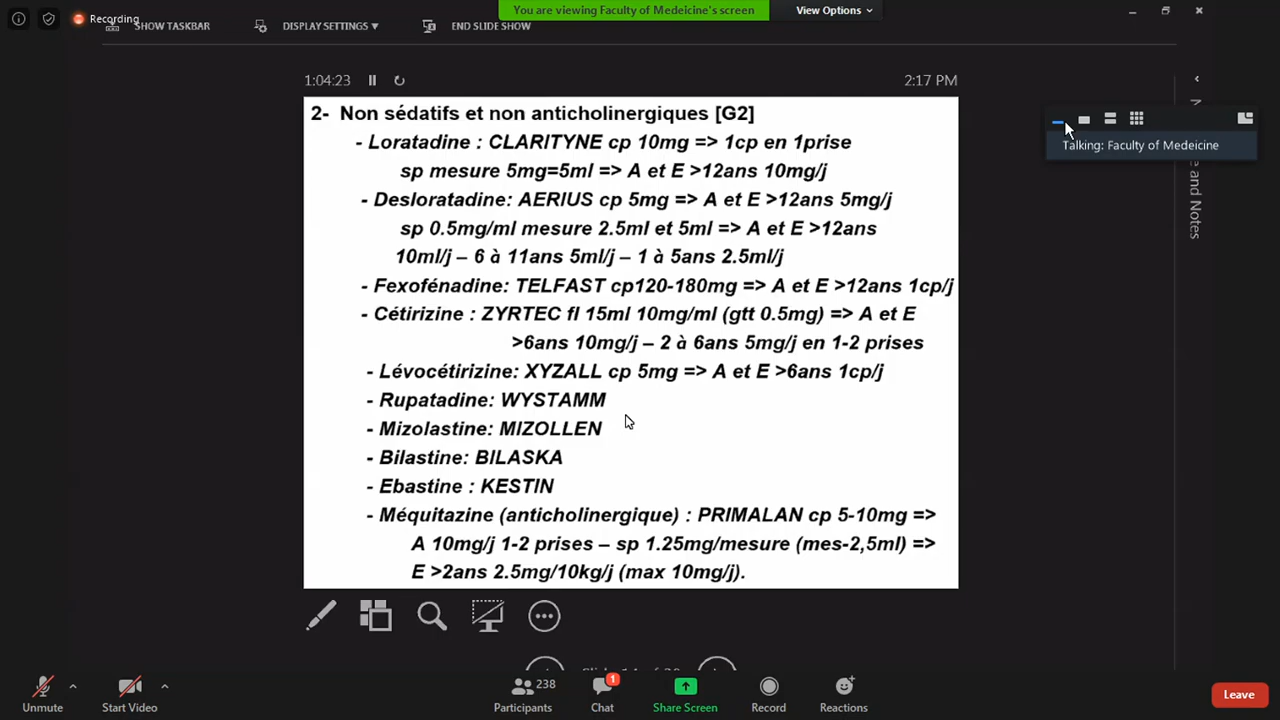 You are viewing Faculty of Medeicine's screen
View Options
Recording
SHOW TASKBAR
DISPLAY SETTINGS
END SLIDE SHOW
1:04:23
2:17 PM
2- Non sédatifs et non anticholinergiques [G2]
- Loratadine : CLARITYNE cp 10mg => 1cp en 1prise
sp mesure 5mg=5ml => A et E >12ans 10mg/j
- Desloratadine: AERIUS cp 5mg => A et E >12ans 5mg/j
sp 0.5mg/ml mesure 2.5ml et 5ml => A et E >12ans
10ml/j – 6 à 11ans 5ml/j – 1 à 5ans 2.5ml/j
- Fexofénadine: TELFAST cp120-180mg => A et E >12ans 1cp/j
- Cétirizine : ZYRTEC fl 15ml 10mg/ml (gtt 0.5mg) => A et E
>6ans 10mg/j – 2 à 6ans 5mg/j en 1-2 prises
- Lévocétirizine: XYZALL cp 5mg => A et E >6ans 1cp/j
- Rupatadine: WYSTAMM
- Mizolastine: MIZOLLEN
- Bilastine: BILASKA
- Ebastine : KESTIN
- Méquitazine (anticholinergique) : PRIMALAN cp 5-10mg =>
A 10mg/j 1-2 prises – sp 1.25mg/mesure (mes-2,5ml) =>
E >2ans 2.5mg/10kg/j (max 10mg/j).
Talking: Faculty of Medeicine
and Notes
Unmute
Start Video
238
Participants
1
Chat
Share Screen
Record
Reactions
Leave